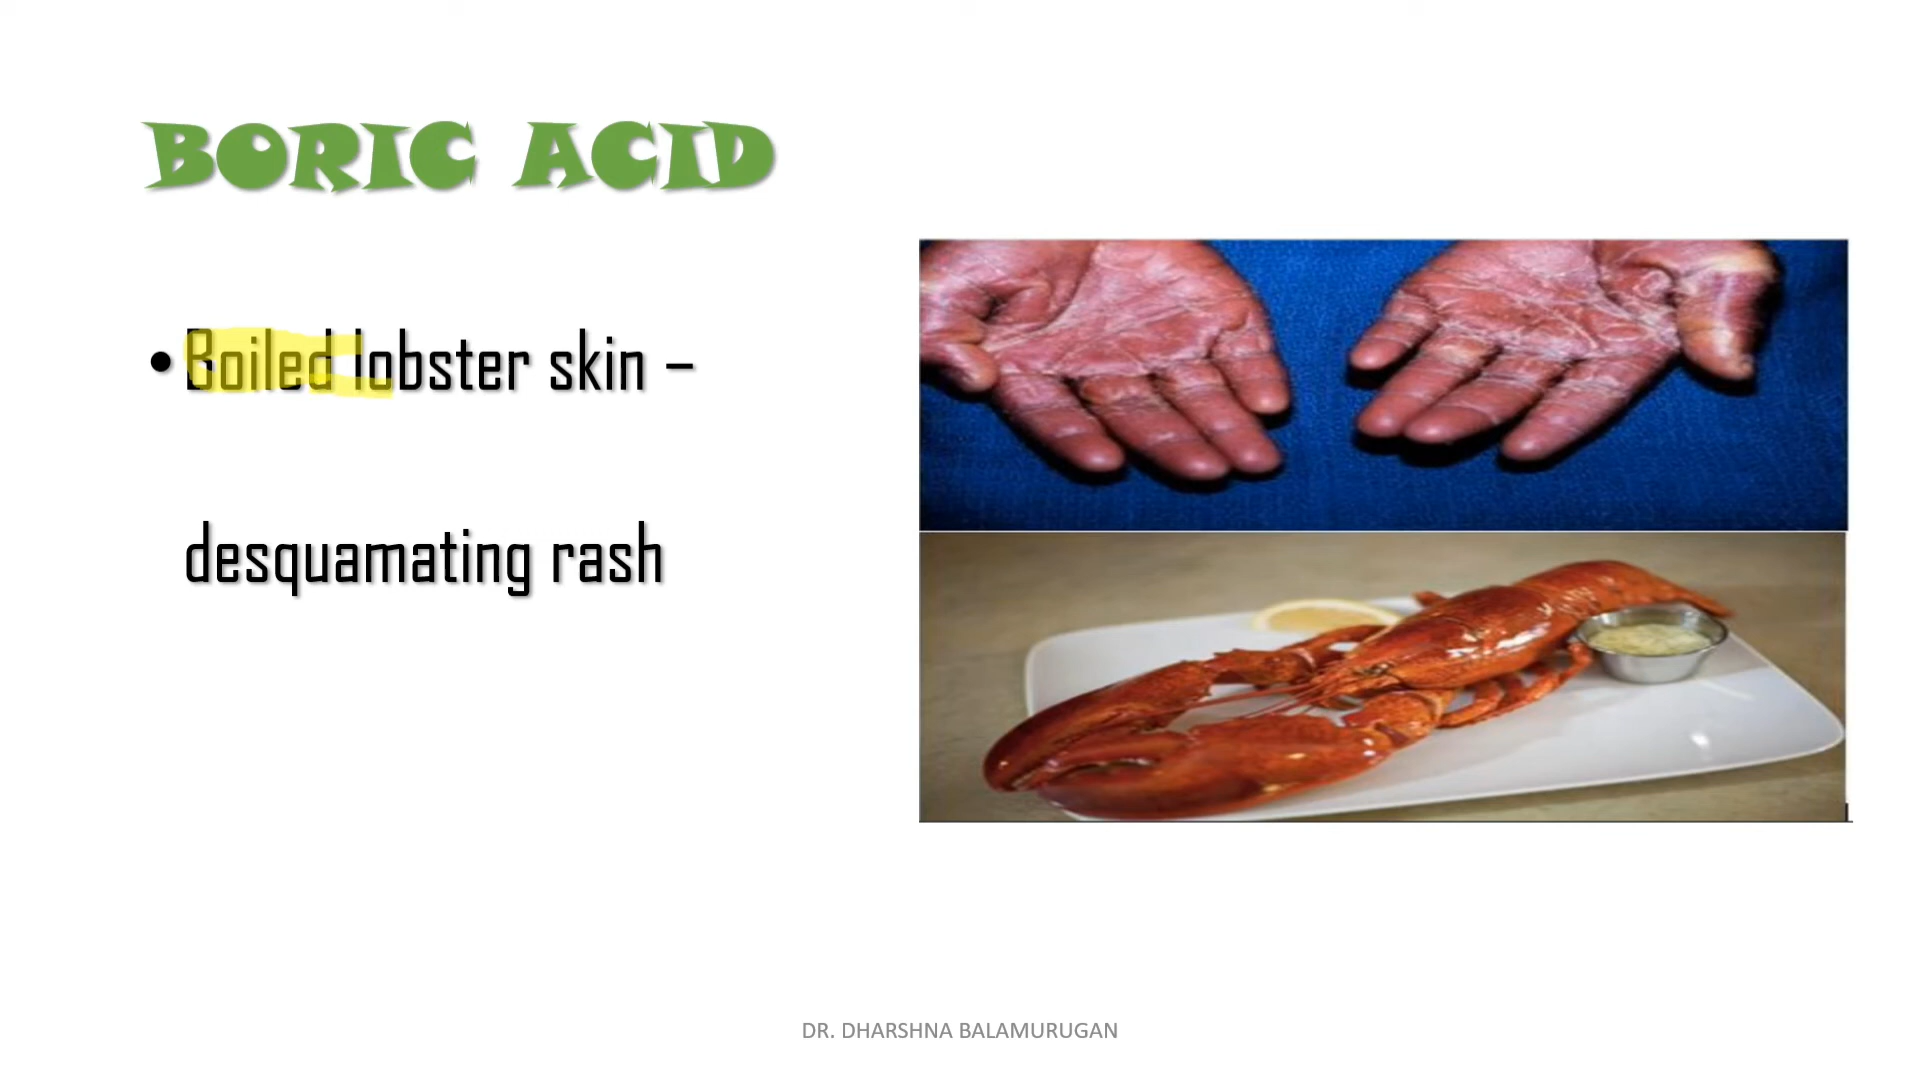 BORIC ACID
• Boiled lobster skin –
desquamating rash
DR. DHARSHNA BALAMURUGAN